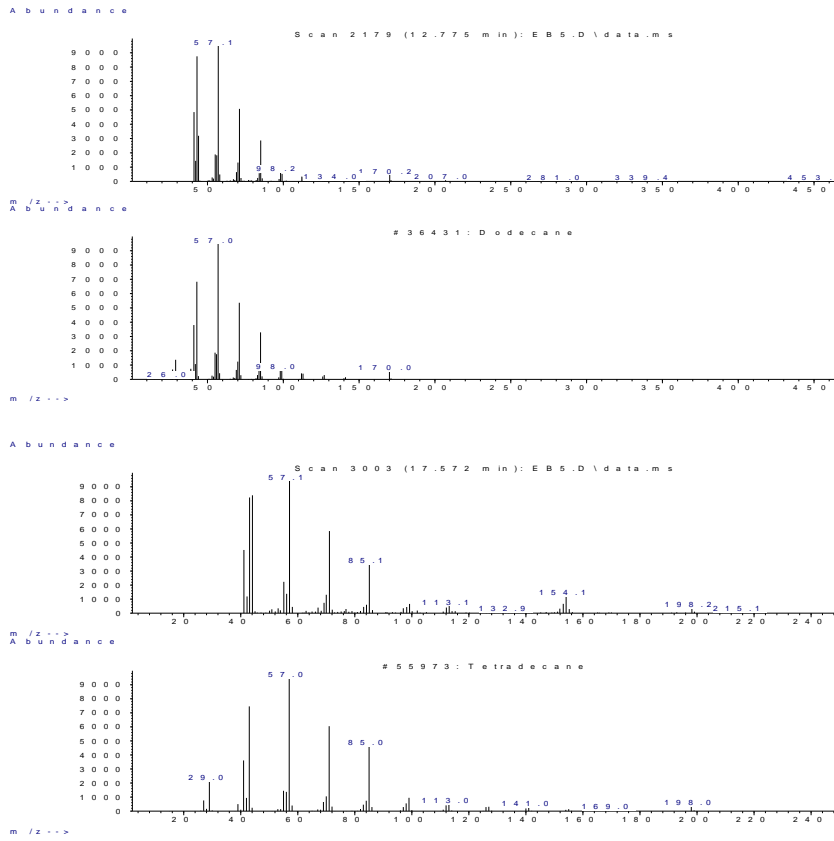 Abundance
Scan 2179 (12.775 min): EB5.D\data.ms
57.1
9000
8000
7000
6000
5000
4000
3000
2000
1000
0
98.2 134.0 170.2 207.0 281.0 339.4 453.
50 100 150 200 250 300 350 400 450
m/z-->
Abundance
#36431: Dodecane
57.0
9000
8000
7000
6000
5000
4000
3000
2000
1000
0
26.0 98.0 170.0
50 100 150 200 250 300 350 400 450
m/z-->
Abundance
Scan 3003 (17.572 min): EB5.D\data.ms
57.1
9000
8000
7000
6000
5000
4000
3000
2000
1000
0
85.1
113.1 132.9 154.1 198.2 215.1
20 40 60 80 100 120 140 160 180 200 220 240
m/z-->
Abundance
#55973: Tetradecane
57.0
9000
8000
7000
6000
5000
4000
3000
2000
1000
0
85.0
29.0 113.0 141.0 169.0 198.0
20 40 60 80 100 120 140 160 180 200 220 240
m/z-->